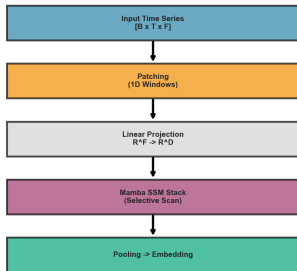 Input Time Series
[B x T x F]
Patching
(1D Windows)
Linear Projection
R^F -> R^D
Mamba SSM Stack
(Selective Scan)
Pooling -> Embedding